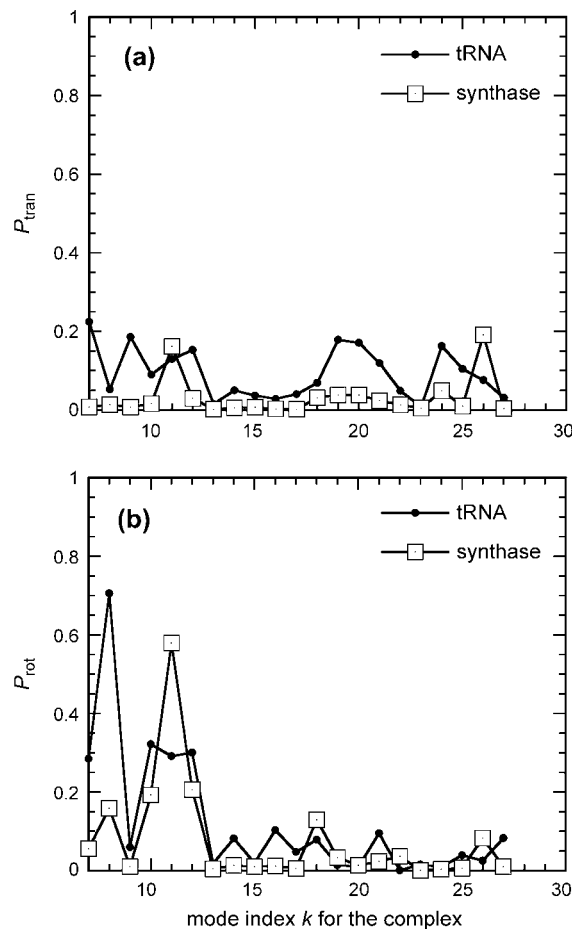 (a)
tRNA
synthase
1
0.8
0.6
0.4
0.2
0
P_tran
10 15 20 25 30
(b)
tRNA
synthase
1
0.8
0.6
0.4
0.2
0
P_rot
10 15 20 25 30
mode index k for the complex